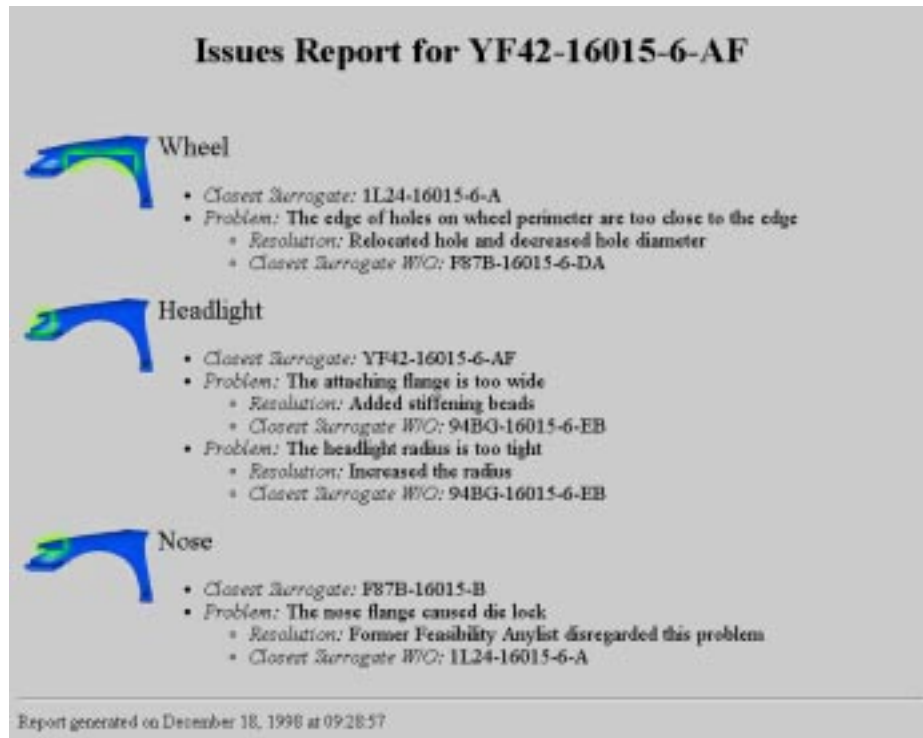 Issues Report for YF42-16015-6-AF
Wheel
• Closest Surrogate: 1L24-16015-6-A
• Problem: The edge of holes on wheel perimeter are too close to the edge
Resolution: Relocated hole and decreased hole diameter
Closest Surrogate W/O: F87B-16015-6-DA
Headlight
• Closest Surrogate: YF42-16015-6-AF
• Problem: The attaching flange is too wide
Resolution: Added stiffening beads
Closest Surrogate W/O: 94BG-16015-6-EB
• Problem: The headlight radius is too tight
Resolution: Increased the radius
Closest Surrogate W/O: 94BG-16015-6-EB
Nose
• Closest Surrogate: F87B-16015-B
• Problem: The nose flange caused die lock
Resolution: Former Feasibility Anylist disregarded this problem
Closest Surrogate W/O: 1L24-16015-6-A
Report generated on December 18, 1998 at 09:28:57